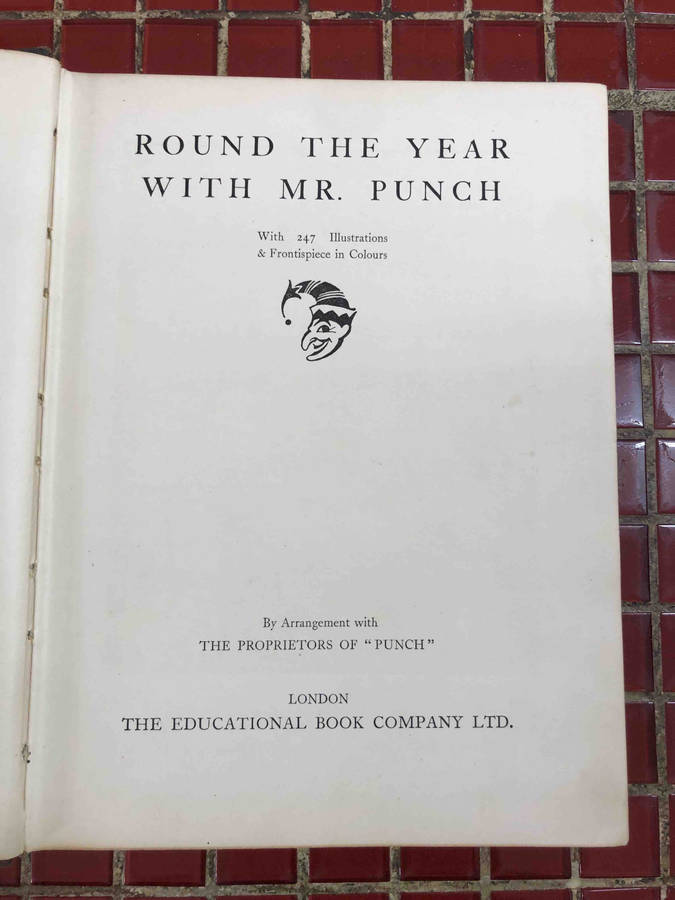 ROUND THE YEAR
WITH MR. PUNCH
With 247 Illustrations
& Frontispiece in Colours
By Arrangement with
THE PROPRIETORS OF "PUNCH"
LONDON
THE EDUCATIONAL BOOK COMPANY LTD.